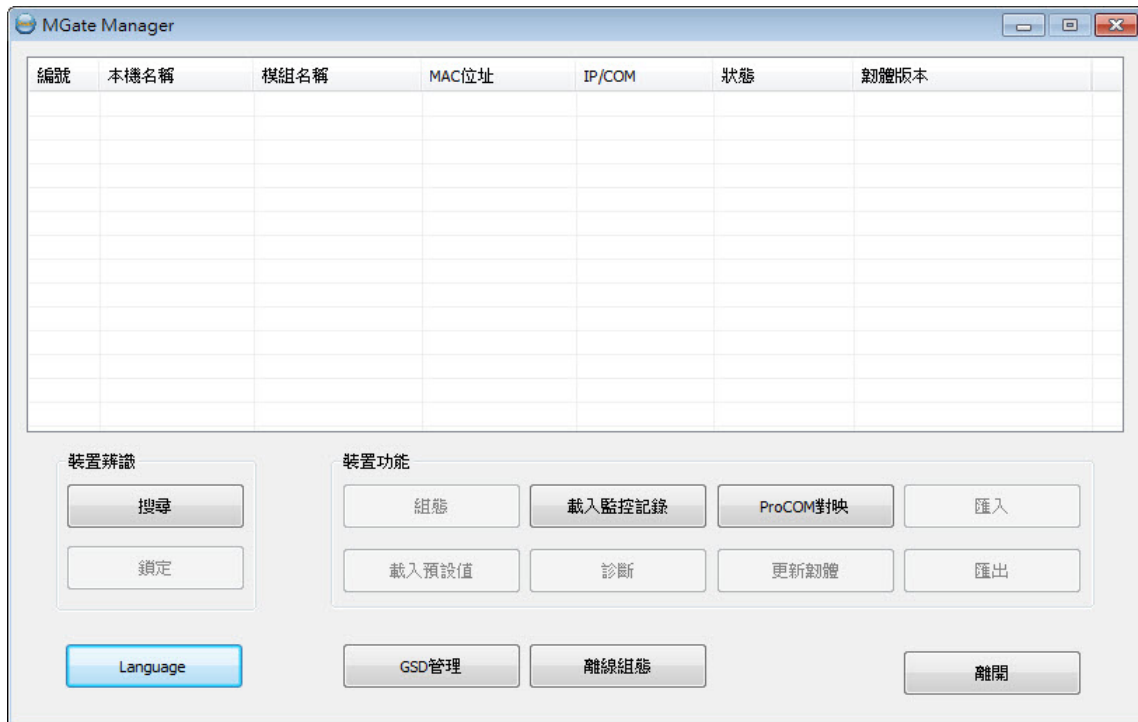 MGate Manager
編號 本機名稱 模組名稱 MAC位址 IP/COM 狀態 韌體版本
裝置辨識 裝置功能
搜尋 組態 載入監控記錄 ProCOM對映 匯入
鎖定 載入預設值 診斷 更新韌體 匯出
Language GSD管理 離線組態 離開